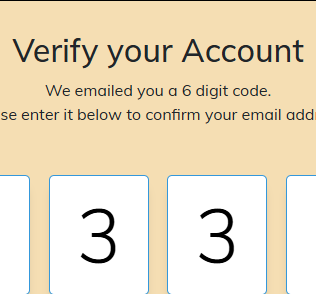 Verify your Account
We emailed you a 6 digit code.
se enter it below to confirm your email add
3 3